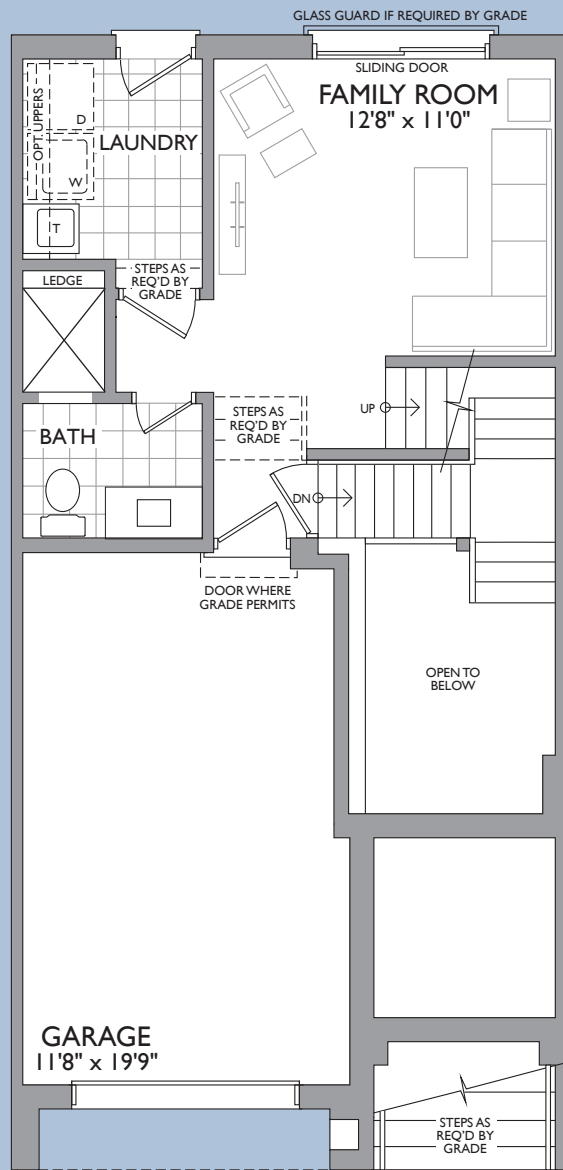 GLASS GUARD IF REQUIRED BY GRADE
SLIDING DOOR
FAMILY ROOM
12'8" x 11'0"
OPT. UPPERS
D
LAUNDRY
W
T
STEPS AS
REQ'D BY
GRADE
LEDGE
BATH
STEPS AS
REQ'D BY
GRADE
UP
DN
DOOR WHERE
GRADE PERMITS
OPEN TO
BELOW
GARAGE
11'8" x 19'9"
STEPS AS
REQ'D BY
GRADE